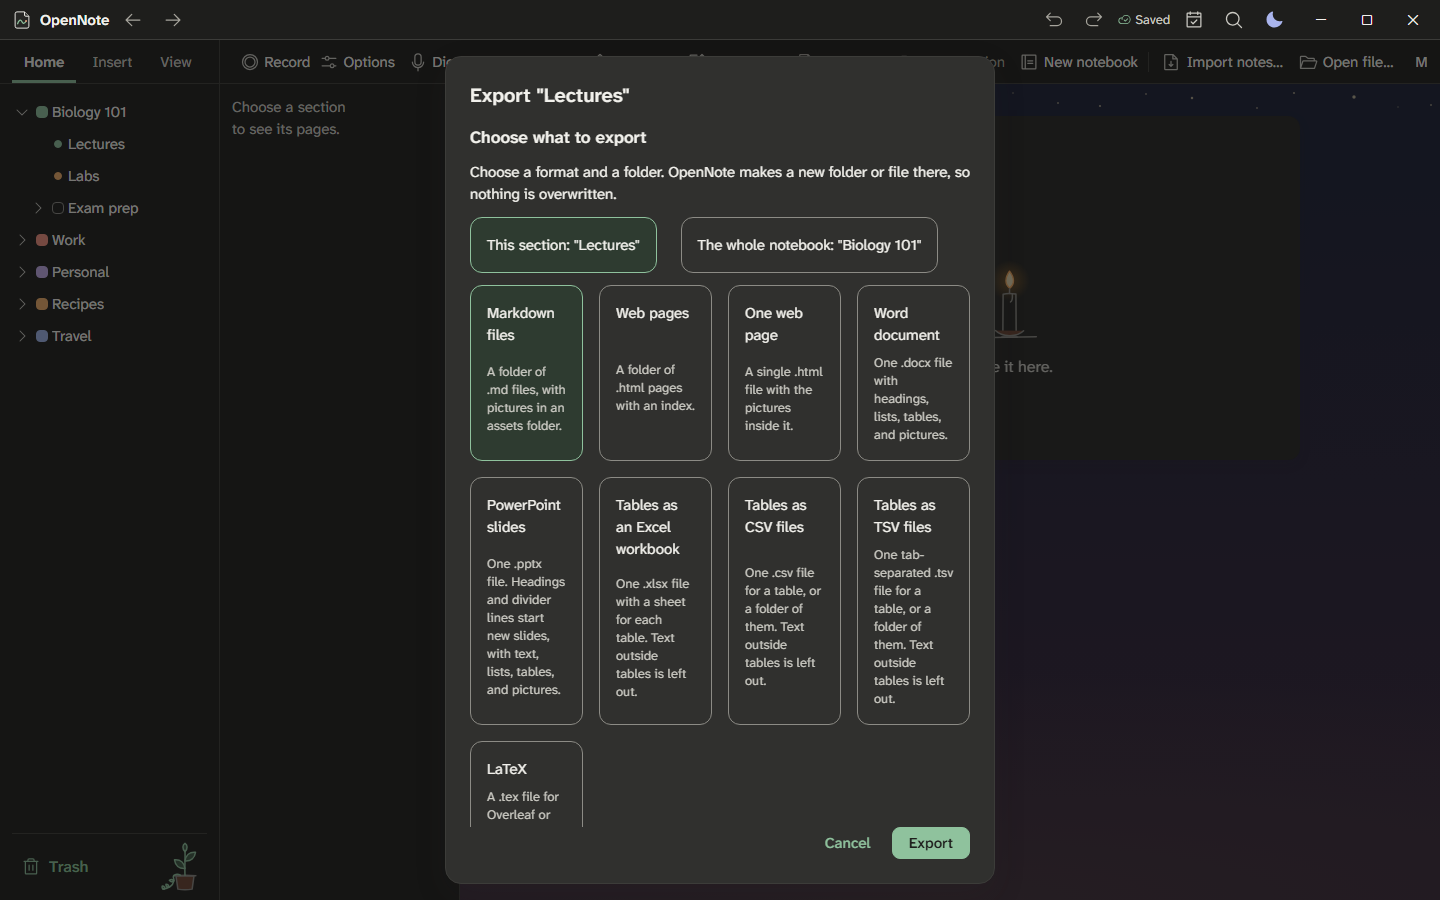 OpenNote
Saved
Home Insert View
Record Options
New notebook Import notes... Open file... M
Biology 101
Lectures
Labs
Exam prep
Work
Personal
Recipes
Travel
Trash
Choose a section
to see its pages.
it here.
Export "Lectures"
Choose what to export
Choose a format and a folder. OpenNote makes a new folder or file there, so
nothing is overwritten.
This section: "Lectures"
The whole notebook: "Biology 101"
Markdown
files
A folder of
.md files, with
pictures in an
assets folder.
Web pages
A folder of
.html pages
with an index.
One web
page
A single .html
file with the
pictures
inside it.
Word
document
One .docx file
with
headings,
lists, tables,
and pictures.
PowerPoint
slides
One .pptx
file. Headings
and divider
lines start
new slides,
with text,
lists, tables,
and pictures.
Tables as
an Excel
workbook
One .xlsx file
with a sheet
for each
table. Text
outside
tables is left
out.
Tables as
CSV files
One .csv file
for a table, or
a folder of
them. Text
outside
tables is left
out.
Tables as
TSV files
One tab-
separated .tsv
file for a
table, or a
folder of
them. Text
outside
tables is left
out.
LaTeX
A .tex file for
Overleaf or
Cancel
Export